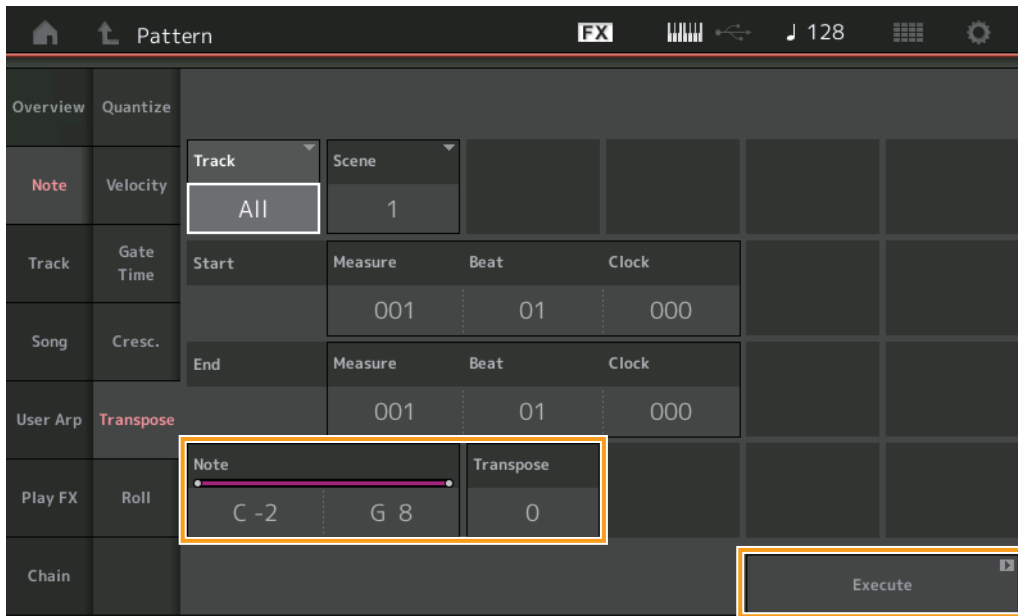 Pattern
FX
♩ 128
Overview
Quantize
Note
Velocity
Track
All
Scene
1
Track
Gate
Time
Start
Measure
Beat
Clock
001
01
000
Song
Cresc.
End
Measure
Beat
Clock
001
01
000
User Arp
Transpose
Note
C -2
G 8
Transpose
0
Play FX
Roll
Chain
Execute